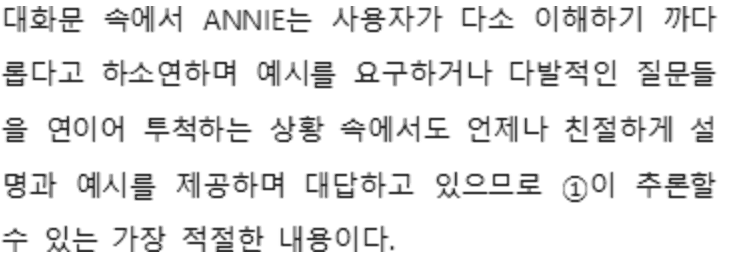 대화문 속에서 ANNIE는 사용자가 다소 이해하기 까다
롭다고 하소연하며 예시를 요구하거나 다발적인 질문들
을 연이어 투척하는 상황 속에서도 언제나 친절하게 설
명과 예시를 제공하며 대답하고 있으므로 ①이 추론할
수 있는 가장 적절한 내용이다.